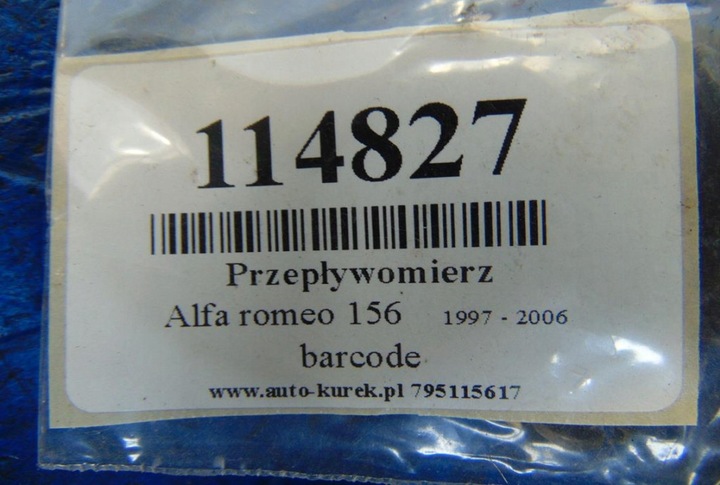 114827
Przepływomierz
Alfa romeo 156 1997 - 2006
barcode
www.auto-kurek.pl 795115617